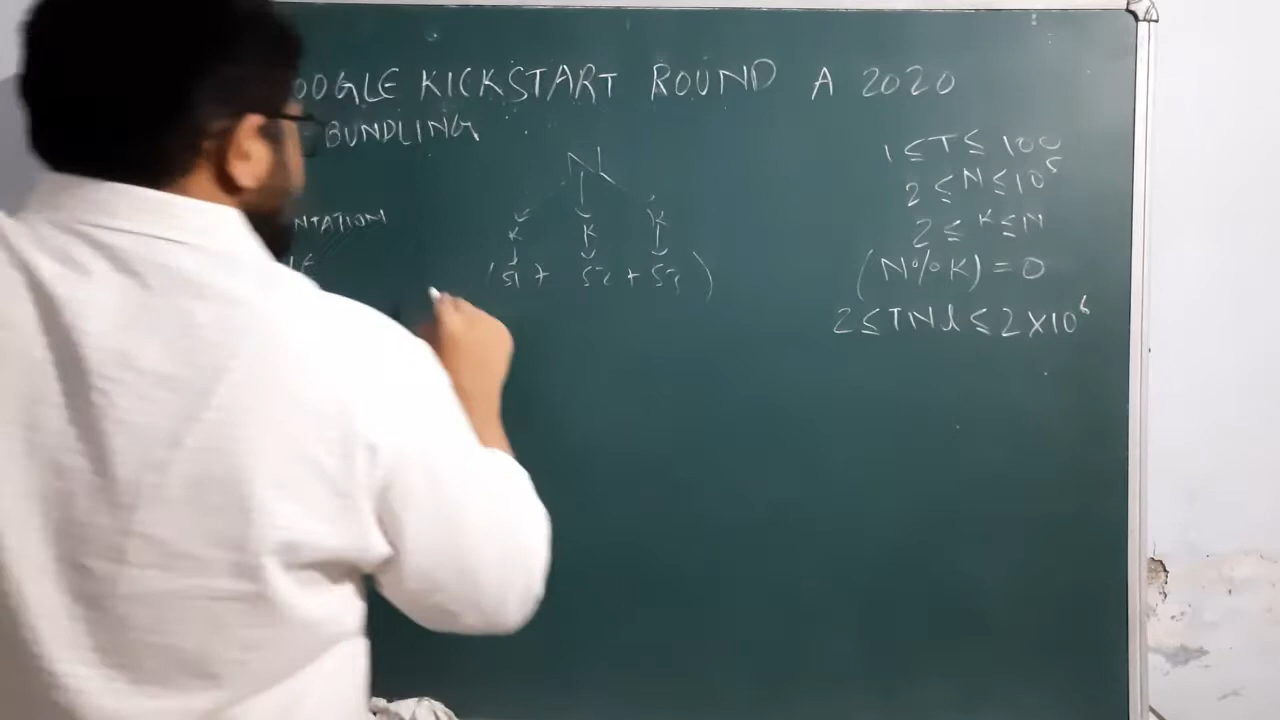 OOGLE KICKSTART ROUND A 2020
BUNDLING
NTATION
N
K K K
(S1 + S2 + S3)
1 ≤ T ≤ 100
2 ≤ N ≤ 10^5
2 ≤ K ≤ N
(N%K) = 0
2 ≤ TNl ≤ 2×10^6